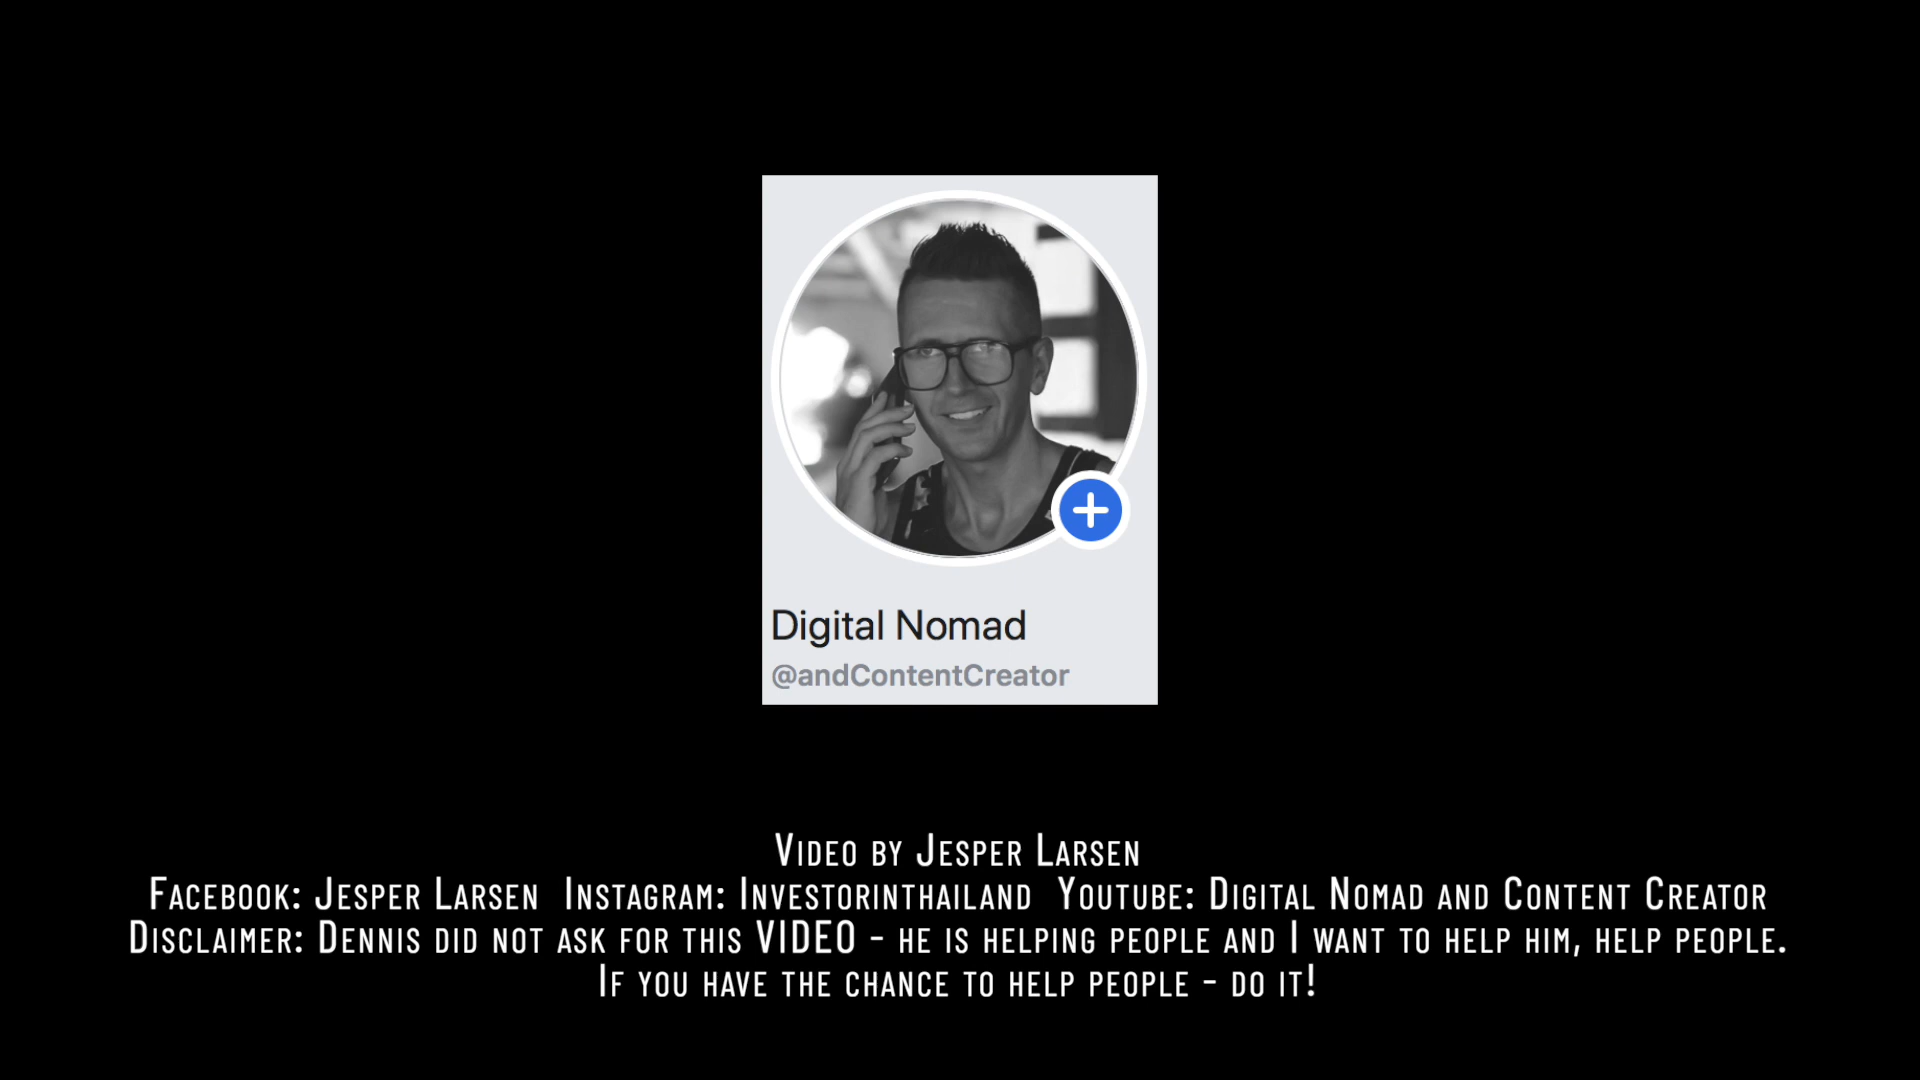 Digital Nomad
@andContentCreator
Video by Jesper Larsen
Facebook: Jesper Larsen Instagram: Investorinthailand Youtube: Digital Nomad and Content Creator
Disclaimer: Dennis did not ask for this VIDEO - he is helping people and I want to help him, help people.
If you have the chance to help people - do it!